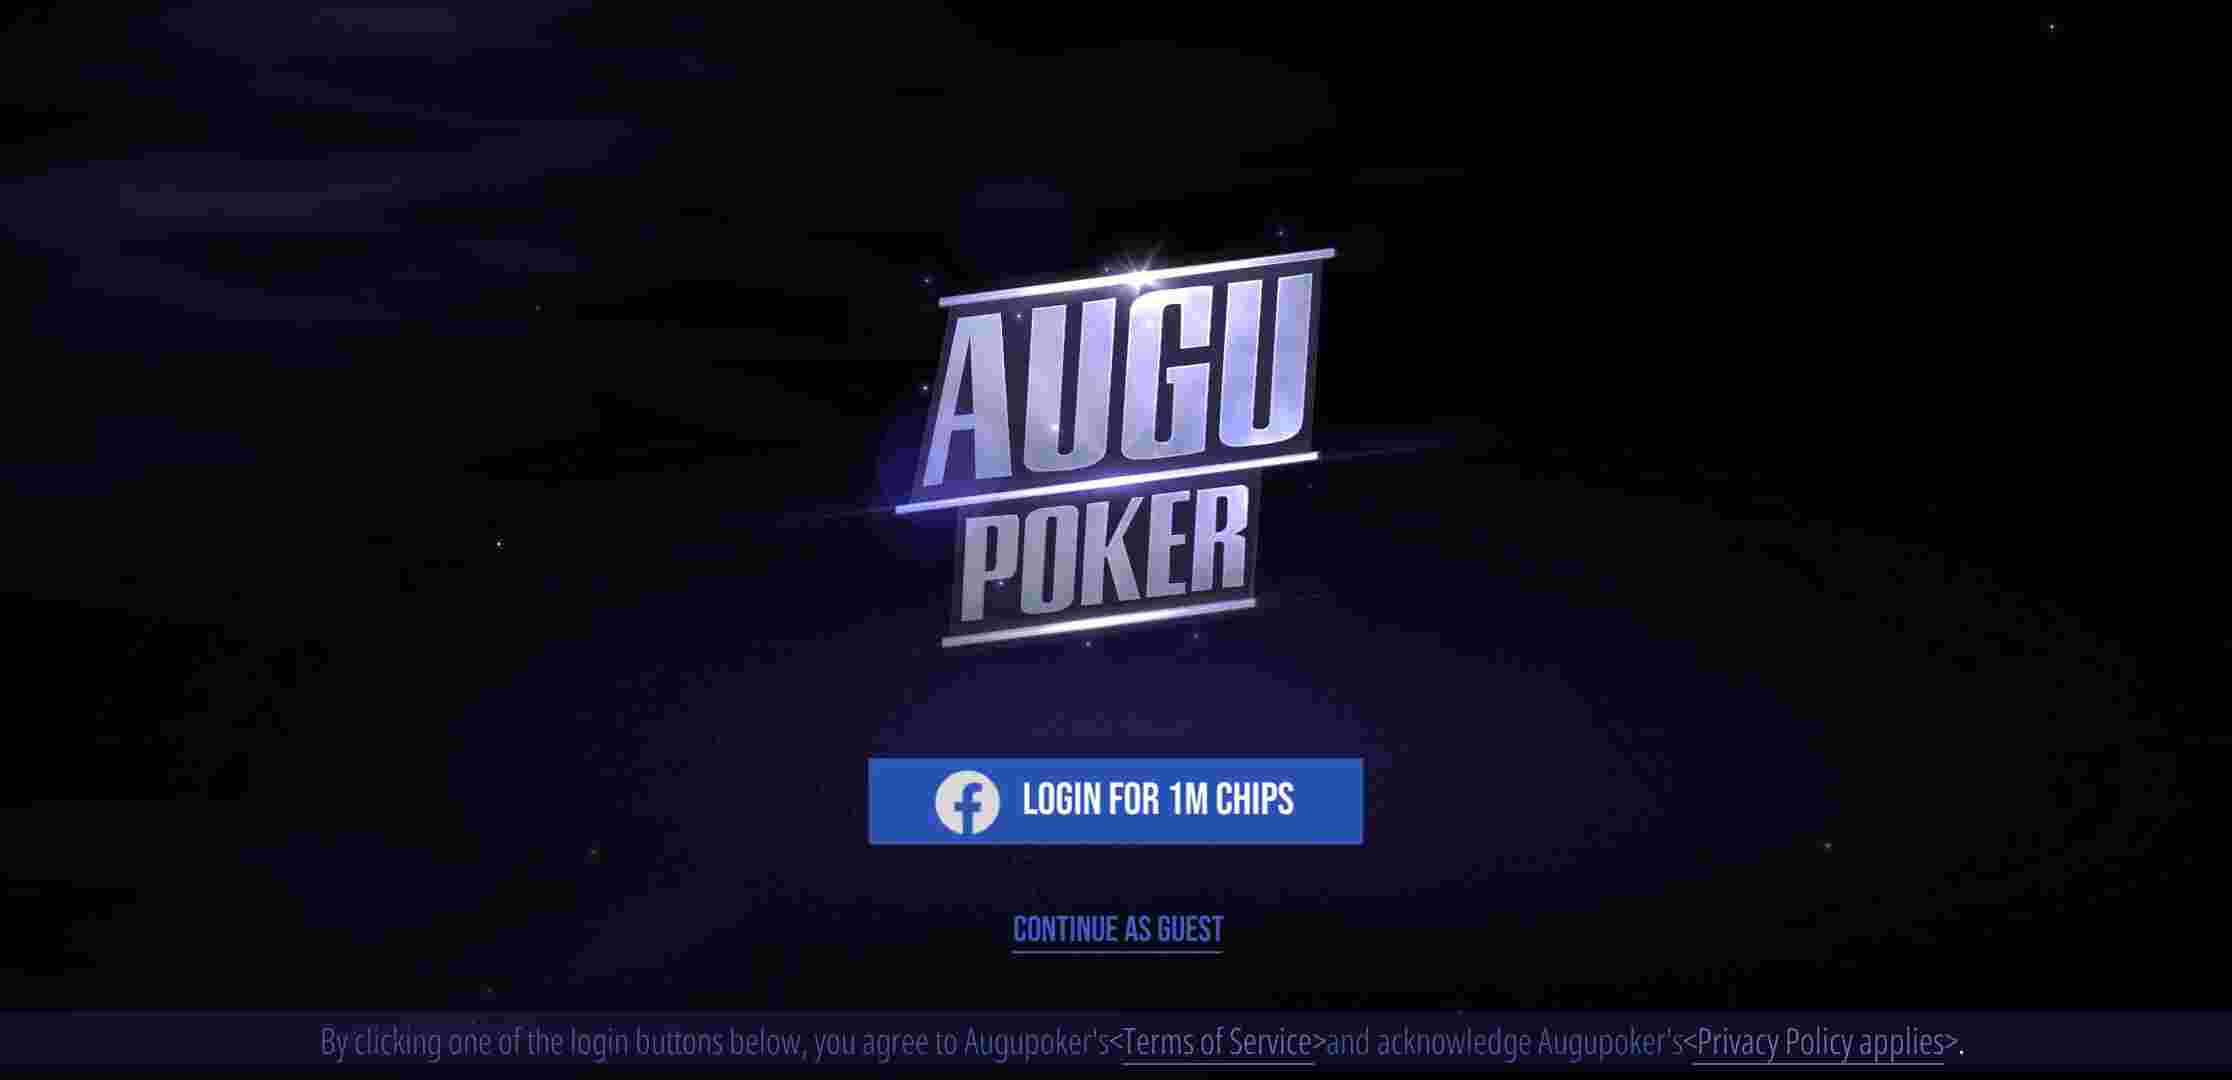 AUGU
POKER
LOGIN FOR 1M CHIPS
CONTINUE AS GUEST
By clicking one of the login buttons below, you agree to Augupoker's<Terms of Service>and acknowledge Augupoker's<Privacy Policy applies>.